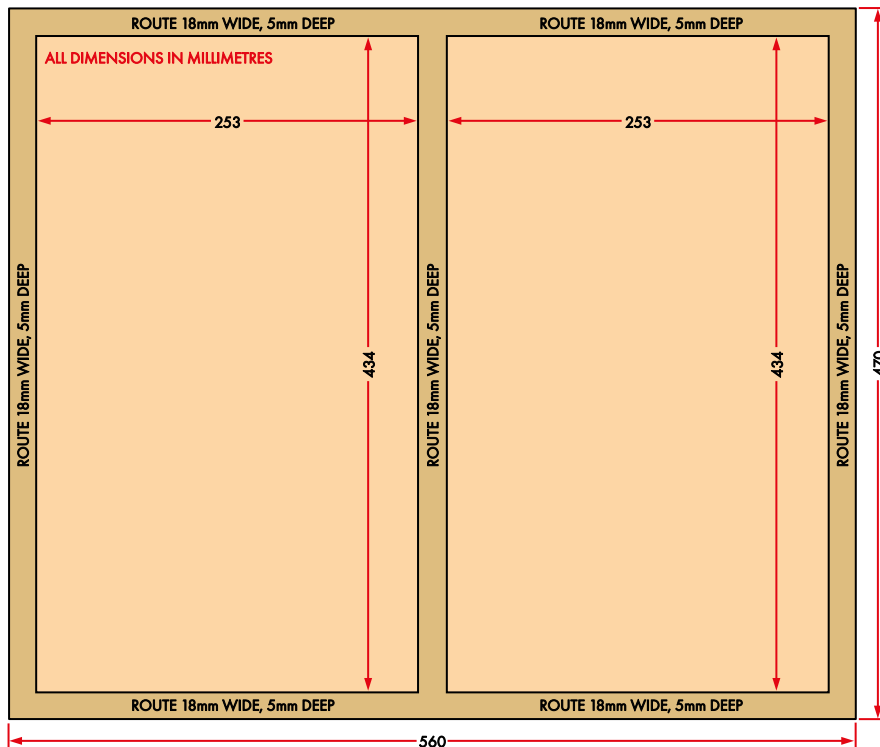 ROUTE 18mm WIDE, 5mm DEEP
ROUTE 18mm WIDE, 5mm DEEP
ALL DIMENSIONS IN MILLIMETRES
253
253
ROUTE 18mm WIDE, 5mm DEEP
434
ROUTE 18mm WIDE, 5mm DEEP
434
ROUTE 18mm WIDE, 5mm DEEP
470
ROUTE 18mm WIDE, 5mm DEEP
ROUTE 18mm WIDE, 5mm DEEP
560